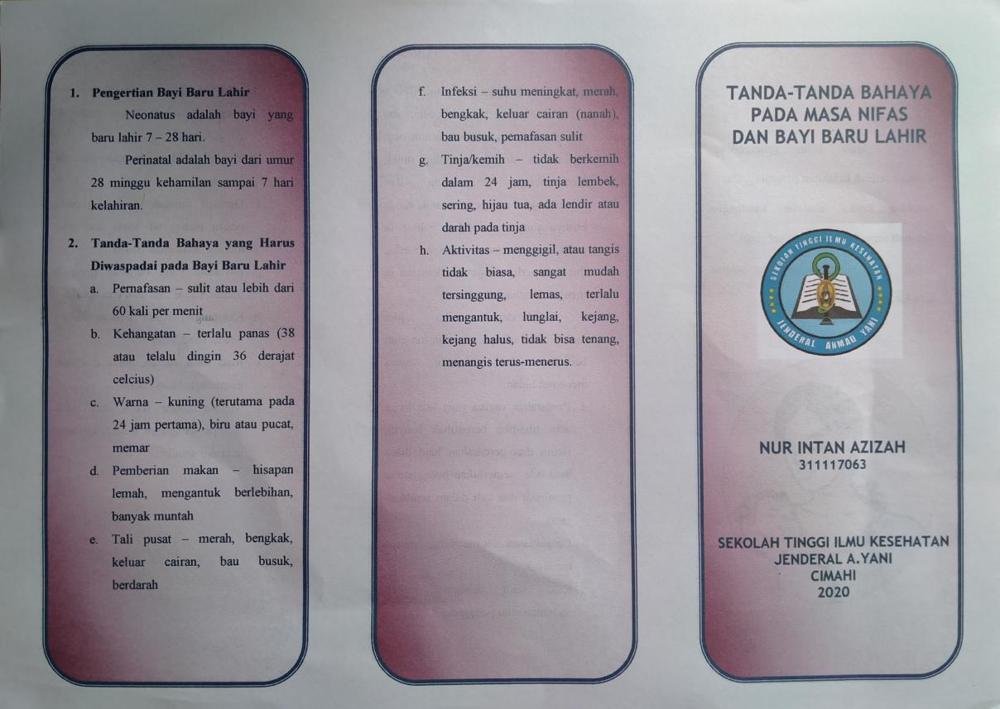 1. Pengertian Bayi Baru Lahir
Neonatus adalah bayi yang
baru lahir 7 – 28 hari.
Perinatal adalah bayi dari umur
28 minggu kehamilan sampai 7 hari
kelahiran.
2. Tanda-Tanda Bahaya yang Harus
Diwaspadai pada Bayi Baru Lahir
a. Pernafasan – sulit atau lebih dari
60 kali per menit
b. Kehangatan – terlalu panas (38
atau telalu dingin 36 derajat
celcius)
c. Warna – kuning (terutama pada
24 jam pertama), biru atau pucat,
memar
d. Pemberian makan – hisapan
lemah, mengantuk berlebihan,
banyak muntah
e. Tali pusat – merah, bengkak,
keluar cairan, bau busuk,
berdarah
f. Infeksi – suhu meningkat, merah,
bengkak, keluar cairan (nanah),
bau busuk, pemafasan sulit
g. Tinja/kemih – tidak berkemih
dalam 24 jam, tinja lembek,
sering, hijau tua, ada lendir atau
darah pada tinja
h. Aktivitas – menggigil, atau tangis
tidak biasa, sangat mudah
tersinggung, lemas, terlalu
mengantuk, lunglai, kejang,
kejang halus, tidak bisa tenang,
menangis terus-menerus.
TANDA-TANDA BAHAYA
PADA MASA NIFAS
DAN BAYI BARU LAHIR
SEKOLAH TINGGI ILMU KESEHATAN
JENDERAL AHMAD YANI
NUR INTAN AZIZAH
311117063
SEKOLAH TINGGI ILMU KESEHATAN
JENDERAL A.YANI
CIMAHI
2020